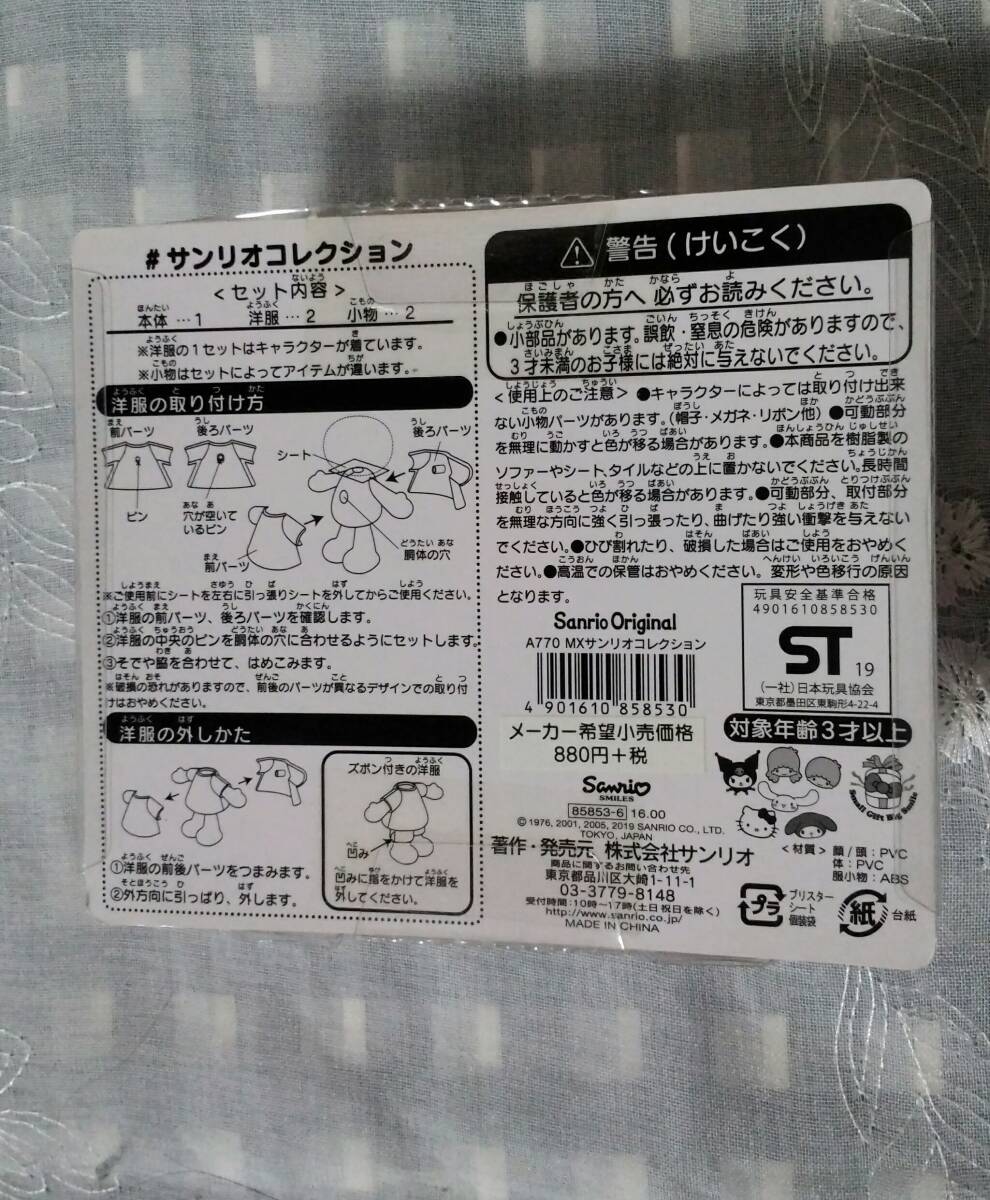 #サンリオコレクション
<セット内容>
本体…1 洋服…2 小物…2
※洋服の1セットはキャラクターが着ています。
※小物はセットによってアイテムが違います。
洋服の取り付け方
前パーツ
後ろパーツ
シート
後ろパーツ
ピン
穴が空いて
いるピン
前パーツ
胴体の穴
※ご使用前にシートを左右に引っ張りシートを外してからご使用ください。
①洋服の前パーツ、後ろパーツを確認します。
②洋服の中央のピンを胴体の穴に合わせるようにセットします。
③そでや脇を合わせて、はめこみます。
※破損の恐れがありますので、前後のパーツが異なるデザインでの取り付
けはおやめください。
洋服の外しかた
ズボン付きの洋服
凹み
凹みに指をかけて洋服を
外してください。
①洋服の前後パーツをつまみます。
②外方向に引っぱり、外します。
警告(けいこく)
保護者の方へ 必ずお読みください。
●小部品があります。誤飲・窒息の危険がありますので、
3才未満のお子様には絶対に与えないでください。
<使用上のご注意> ●キャラクターによっては取り付け出来
ない小物パーツがあります。(帽子・メガネ・リボン他) ●可動部分
を無理に動かすと色が移る場合があります。●本商品を樹脂製の
ソファーやシート、タイルなどの上に置かないでください。長時間
接触していると色が移る場合があります。●可動部分、取付部分
を無理な方向に強く引っ張ったり、曲げたり強い衝撃を与えない
でください。●ひび割れたり、破損した場合はご使用をおやめく
ださい。●高温での保管はおやめください。変形や色移行の原因
となります。
Sanrio Original
A770 MXサンリオコレクション
4 901610 858530
メーカー希望小売価格
880円+税
玩具安全基準合格
4901610858530
ST 19
(一社)日本玩具協会
東京都墨田区東駒形4-22-4
対象年齢3才以上
Small Gift Big Smile
Sanrio
SMILES
85853-6 16.00
© 1976, 2001, 2005, 2019 SANRIO CO., LTD.
TOKYO, JAPAN
著作・発売元 株式会社サンリオ
商品に関するお問い合わせ先
東京都品川区大崎1-11-1
03-3779-8148
受付時間:10時〜17時(土日祝日を除く)
http://www.sanrio.co.jp/
MADE IN CHINA
<材質> 顔/頭:PVC
体:PVC
服小物:ABS
プラ
ブリスター
シート
個装袋
紙
台紙